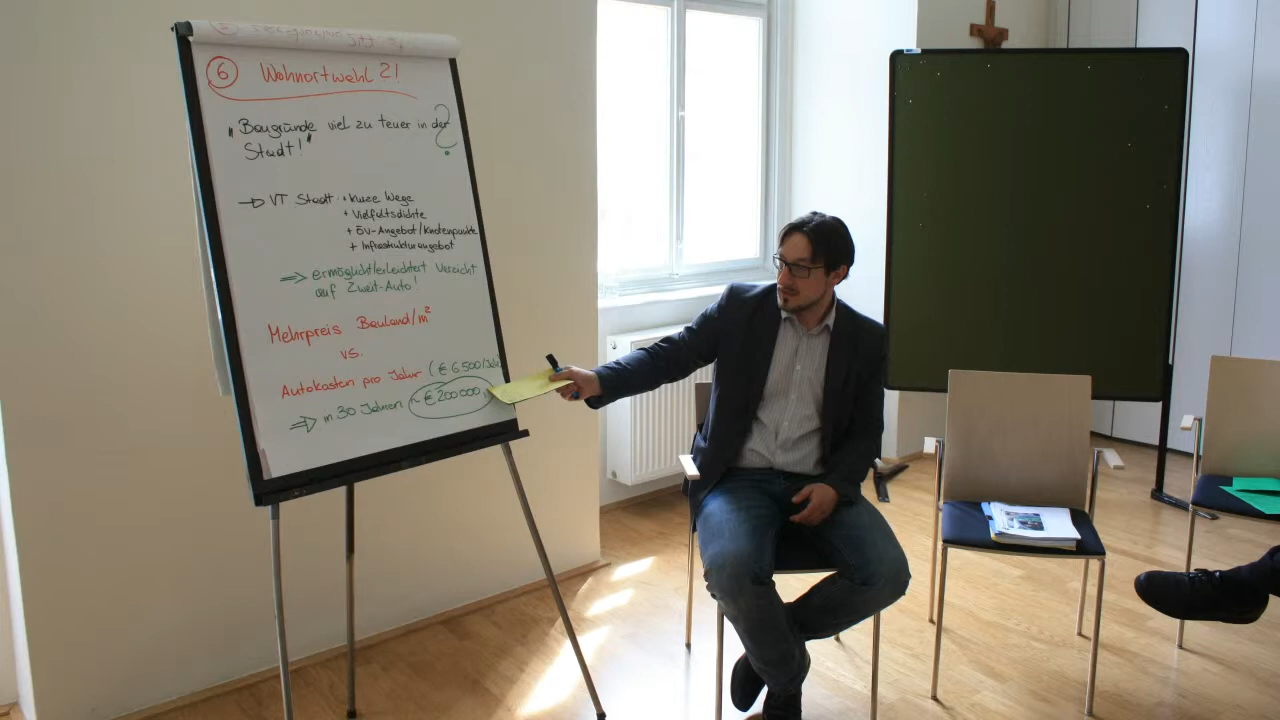 6 Wohnortwahl 2!
„Baugründe viel zu teuer in der
Stadt!" ?
→ VT Stadt: + kurze Wege
+ Vielfaltsdichte
+ ÖV-Angebot/Knotenpunkte
+ Infrastrukturangebot
⇒ ermöglicht/erleichtert Verzicht
auf Zweit-Auto!
Mehrpreis Bauland/m²
vs.
Autokosten pro Jahr (€ 6 500/Jahr
⇒ in 30 Jahren ~ € 200 000,